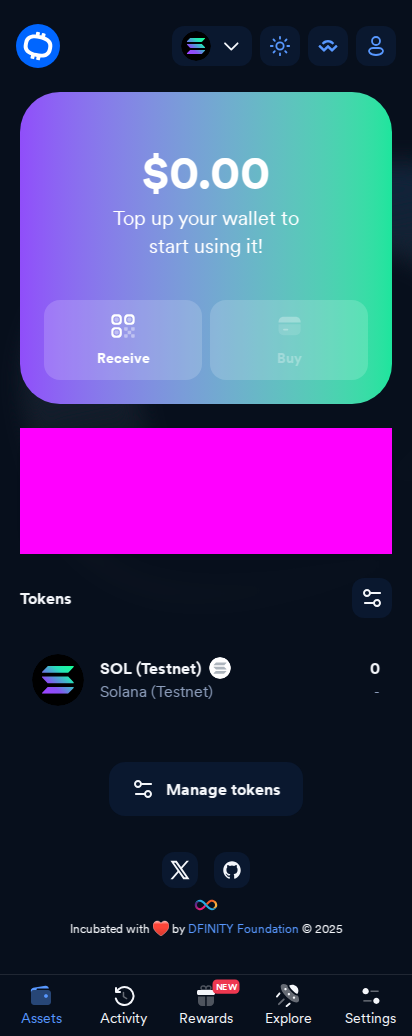 $0.00
Top up your wallet to
start using it!
Receive
Buy
Tokens
SOL (Testnet)
0
Solana (Testnet)
-
Manage tokens
Incubated with ❤️ by DFINITY Foundation © 2025
NEW
Assets
Activity
Rewards
Explore
Settings